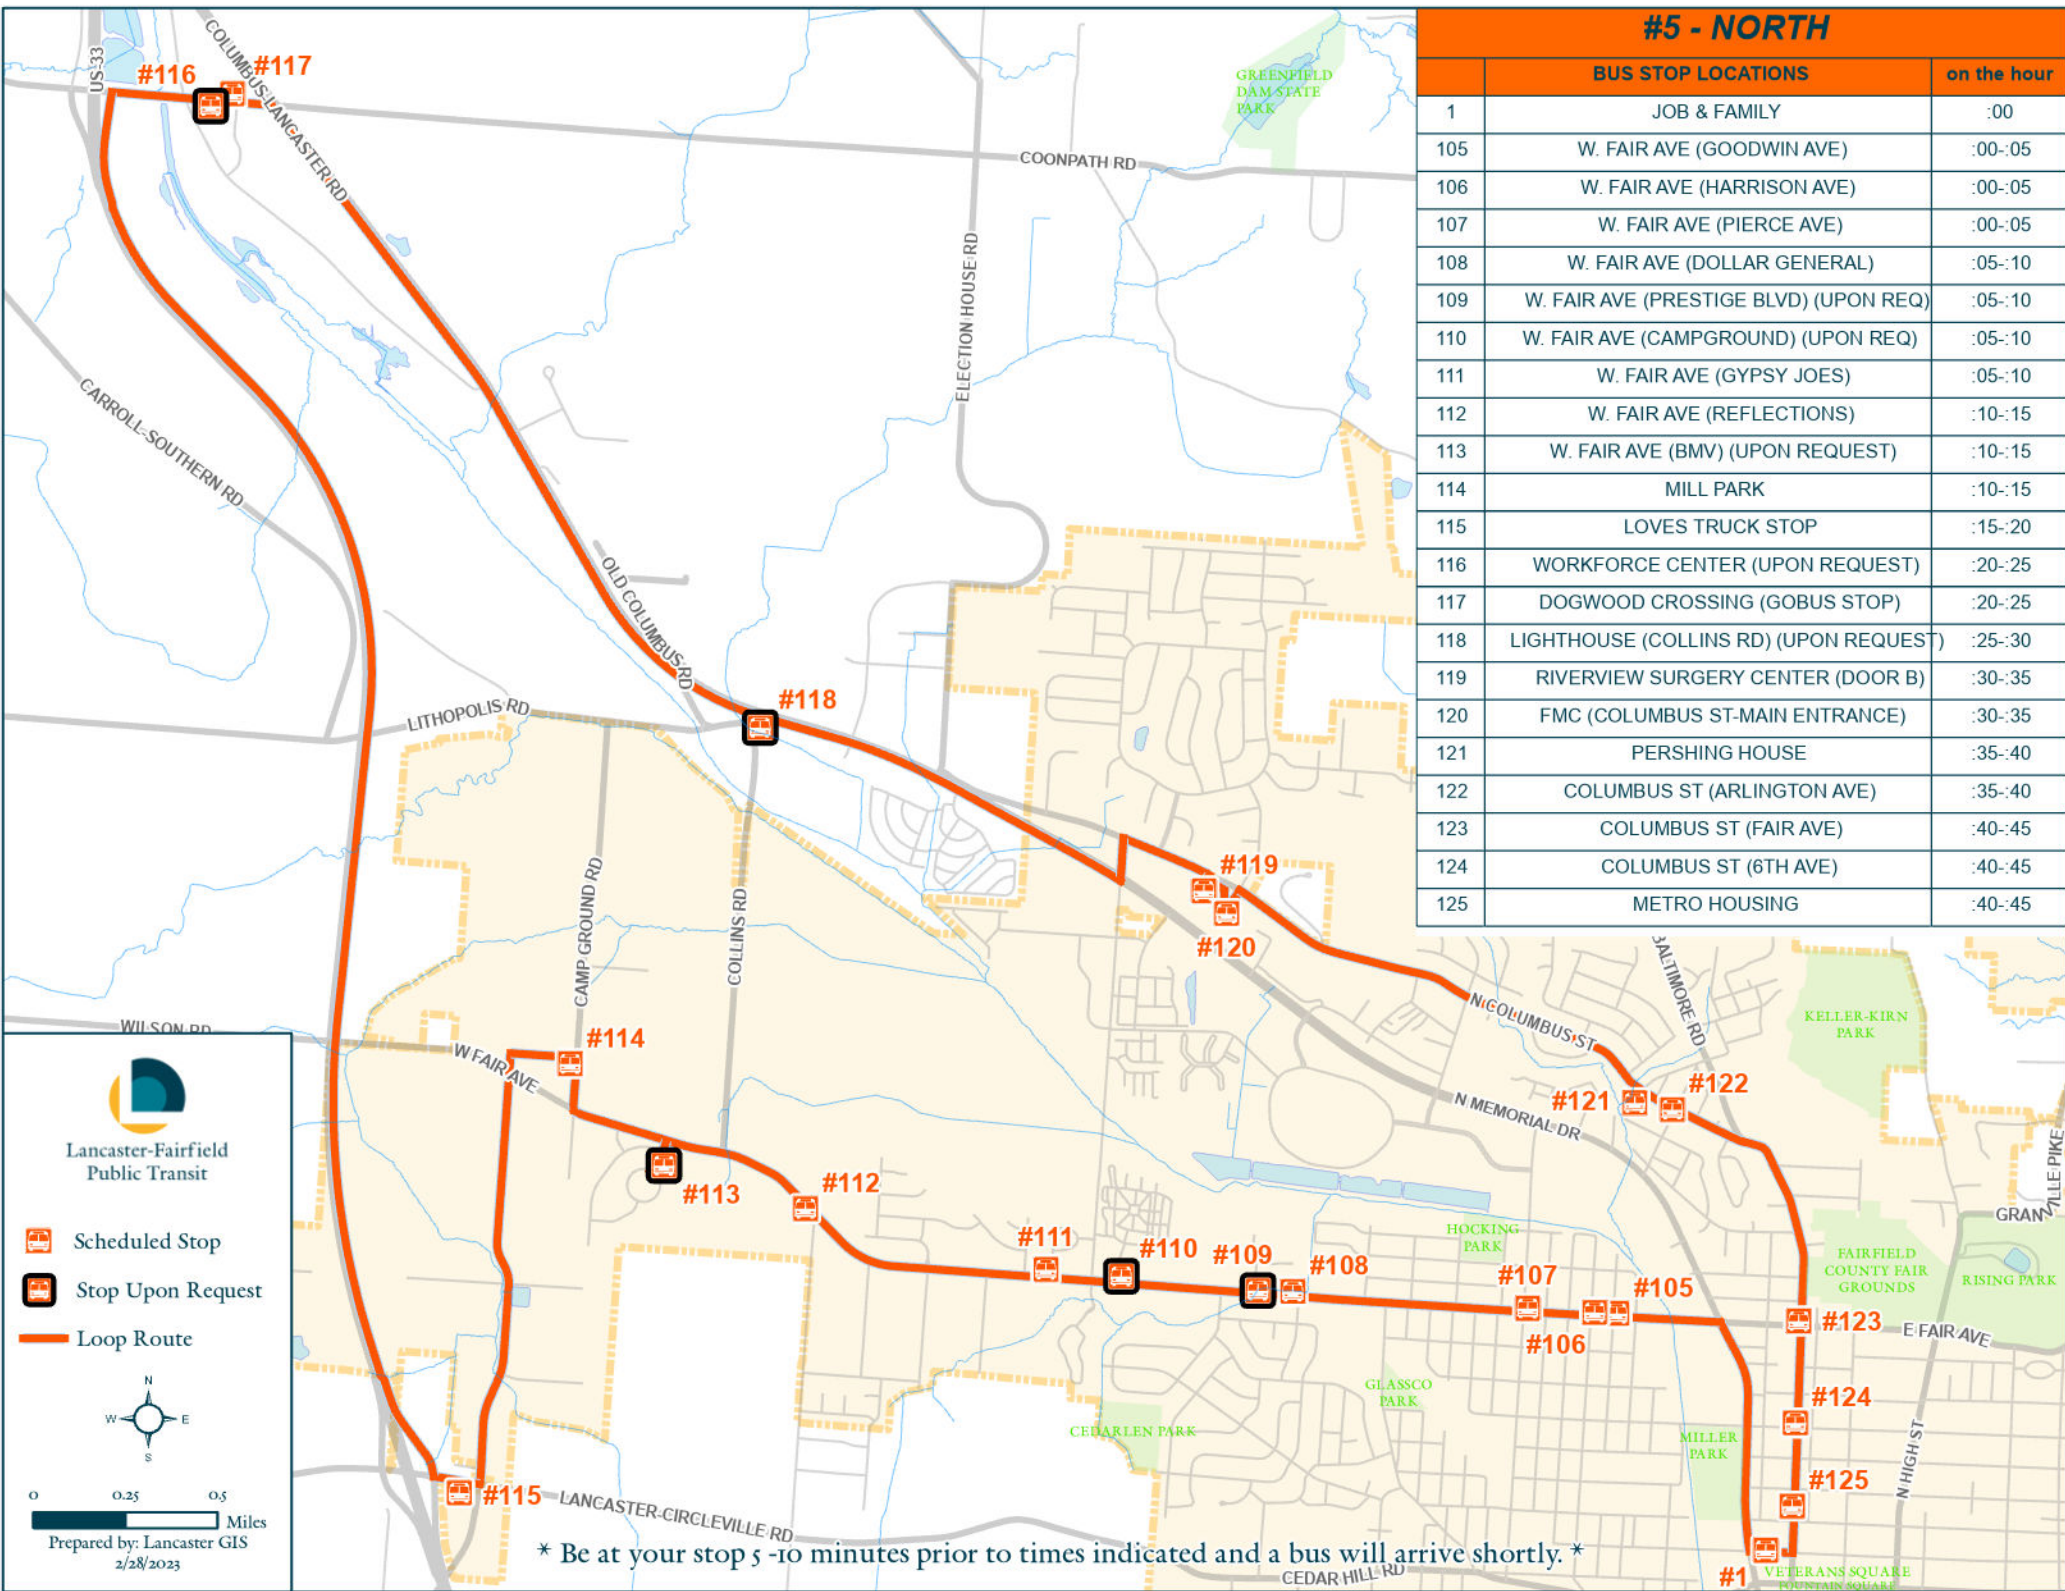 #5 - NORTH
BUS STOP LOCATIONS on the hour
1 JOB & FAMILY :00
105 W. FAIR AVE (GOODWIN AVE) :00-:05
106 W. FAIR AVE (HARRISON AVE) :00-:05
107 W. FAIR AVE (PIERCE AVE) :00-:05
108 W. FAIR AVE (DOLLAR GENERAL) :05-:10
109 W. FAIR AVE (PRESTIGE BLVD) (UPON REQ) :05-:10
110 W. FAIR AVE (CAMPGROUND) (UPON REQ) :05-:10
111 W. FAIR AVE (GYPSY JOES) :05-:10
112 W. FAIR AVE (REFLECTIONS) :10-:15
113 W. FAIR AVE (BMV) (UPON REQUEST) :10-:15
114 MILL PARK :10-:15
115 LOVES TRUCK STOP :15-:20
116 WORKFORCE CENTER (UPON REQUEST) :20-:25
117 DOGWOOD CROSSING (GOBUS STOP) :20-:25
118 LIGHTHOUSE (COLLINS RD) (UPON REQUEST) :25-:30
119 RIVERVIEW SURGERY CENTER (DOOR B) :30-:35
120 FMC (COLUMBUS ST-MAIN ENTRANCE) :30-:35
121 PERSHING HOUSE :35-:40
122 COLUMBUS ST (ARLINGTON AVE) :35-:40
123 COLUMBUS ST (FAIR AVE) :40-:45
124 COLUMBUS ST (6TH AVE) :40-:45
125 METRO HOUSING :40-:45
US-33
COLUMBUS-LANCASTER RD
#116
#117
GREENFIELD
DAM STATE
PARK
COONPATH RD
ELECTION HOUSE RD
CARROLL-SOUTHERN RD
OLD COLUMBUS RD
#118
LITHOPOLIS RD
CAMP GROUND RD
COLLINS RD
#119
#120
N COLUMBUS ST
BALTIMORE RD
KELLER-KIRN
PARK
WILSON RD
W FAIR AVE
#114
#121
#122
N MEMORIAL DR
#113
#112
#111
#110
#109
#108
HOCKING
PARK
#107
#106
#105
GRANVILLE PIKE
FAIRFIELD
COUNTY FAIR
GROUNDS
RISING PARK
#123
E FAIR AVE
GLASSCO
PARK
#124
CEDARLEN PARK
MILLER
PARK
N HIGH ST
#125
#115
LANCASTER-CIRCLEVILLE RD
CEDAR HILL RD
#1
VETERANS SQUARE
FOUNTAIN SQUARE
Lancaster-Fairfield
Public Transit
Scheduled Stop
Stop Upon Request
Loop Route
N
W E
S
0 0.25 0.5
Miles
Prepared by: Lancaster GIS
2/28/2023
* Be at your stop 5 -10 minutes prior to times indicated and a bus will arrive shortly. *